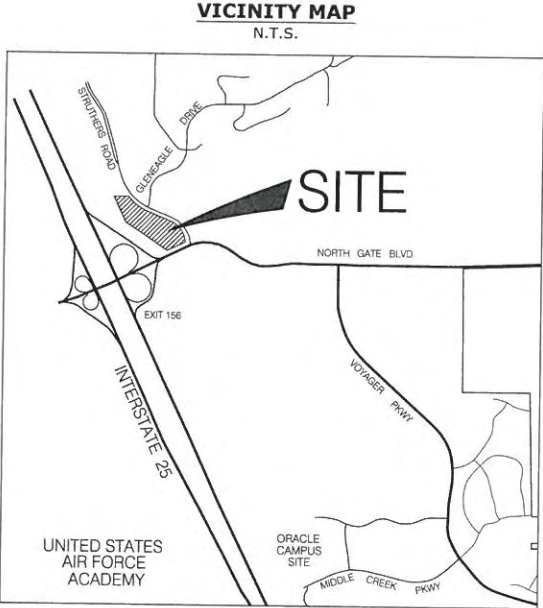 VICINITY MAP
N.T.S.
STRUTHERS ROAD
GLENEAGLE DRIVE
SITE
NORTH GATE BLVD.
EXIT 156
INTERSTATE 25
VOYAGER PKWY
UNITED STATES
AIR FORCE
ACADEMY
ORACLE
CAMPUS
SITE
MIDDLE CREEK PKWY